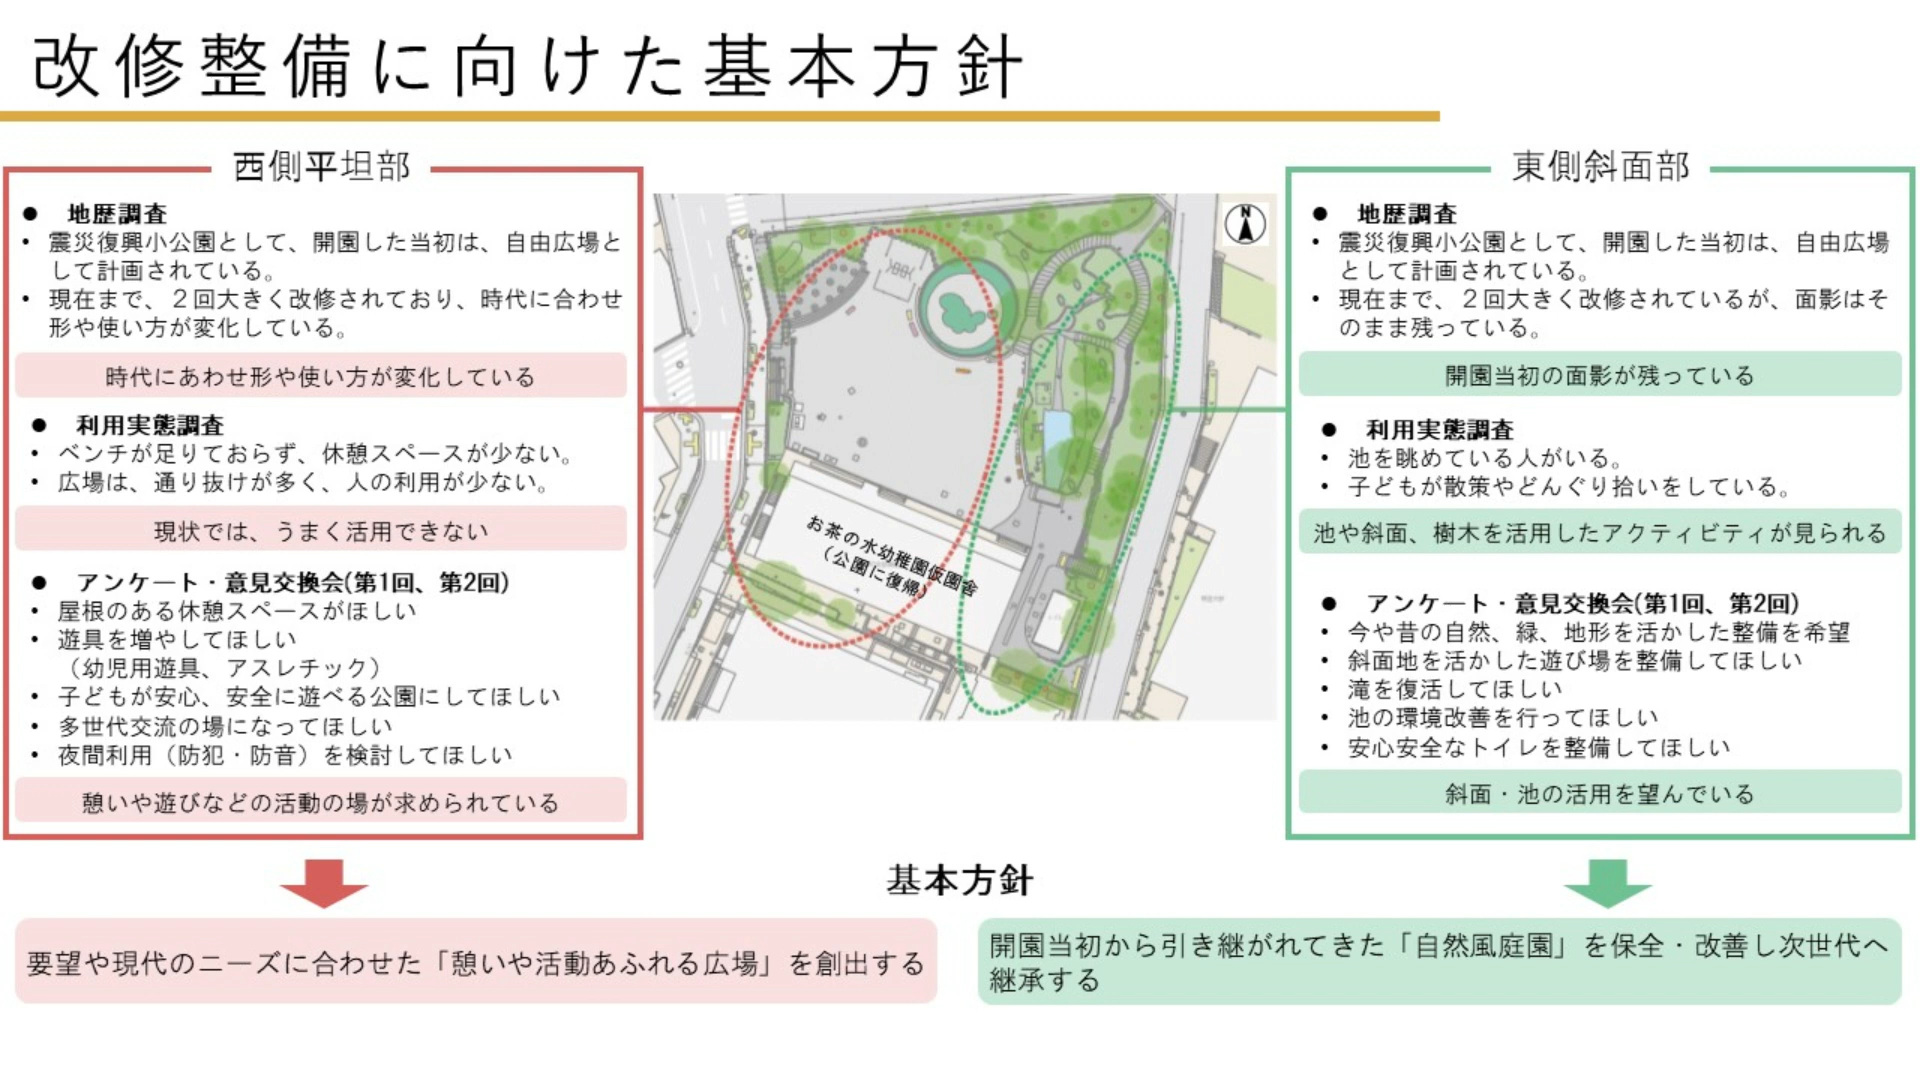 改修整備に向けた基本方針
西側平坦部
● 地歴調査
• 震災復興小公園として、開園した当初は、自由広場と
して計画されている。
• 現在まで、２回大きく改修されており、時代に合わせ
形や使い方が変化している。
時代にあわせ形や使い方が変化している
● 利用実態調査
• ベンチが足りておらず、休憩スペースが少ない。
• 広場は、通り抜けが多く、人の利用が少ない。
現状では、うまく活用できない
● アンケート・意見交換会(第1回、第2回)
• 屋根のある休憩スペースがほしい
• 遊具を増やしてほしい
（幼児用遊具、アスレチック）
• 子どもが安心、安全に遊べる公園にしてほしい
• 多世代交流の場になってほしい
• 夜間利用（防犯・防音）を検討してほしい
憩いや遊びなどの活動の場が求められている
N
お茶の水幼稚園仮園舎
（公園に復帰）
東側斜面部
● 地歴調査
• 震災復興小公園として、開園した当初は、自由広場
として計画されている。
• 現在まで、２回大きく改修されているが、面影はそ
のまま残っている。
開園当初の面影が残っている
● 利用実態調査
• 池を眺めている人がいる。
• 子どもが散策やどんぐり拾いをしている。
池や斜面、樹木を活用したアクティビティが見られる
● アンケート・意見交換会(第1回、第2回)
• 今や昔の自然、緑、地形を活かした整備を希望
• 斜面地を活かした遊び場を整備してほしい
• 滝を復活してほしい
• 池の環境改善を行ってほしい
• 安心安全なトイレを整備してほしい
斜面・池の活用を望んでいる
基本方針
要望や現代のニーズに合わせた「憩いや活動あふれる広場」を創出する
開園当初から引き継がれてきた「自然風庭園」を保全・改善し次世代へ
継承する